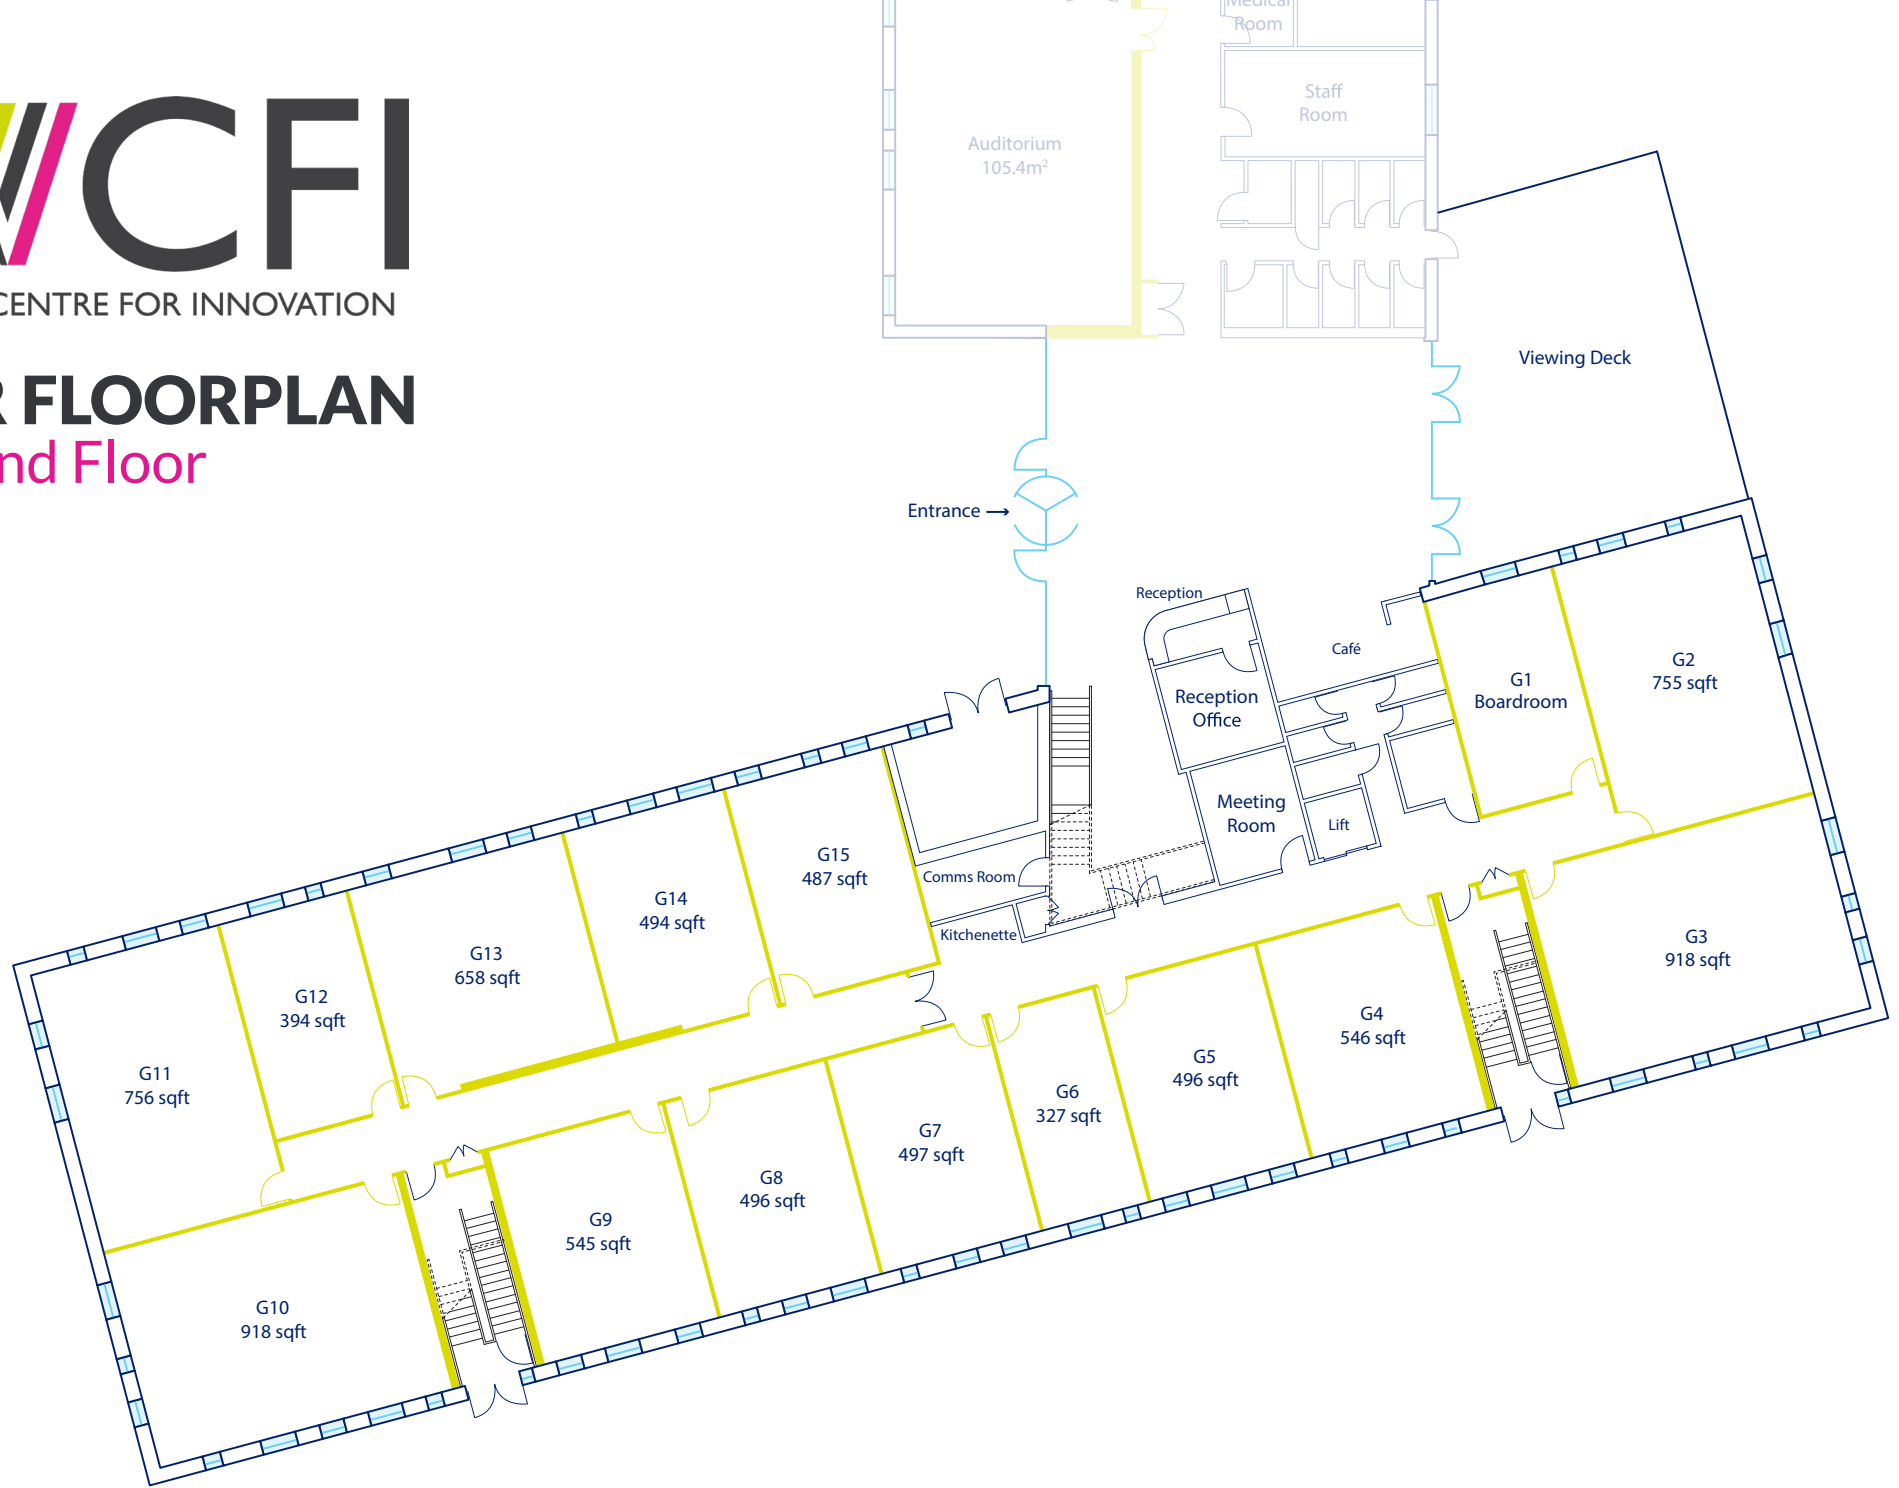 CFI
CENTRE FOR INNOVATION
FLOORPLAN
nd Floor
Medical
Room
Staff
Room
Auditorium
105.4m²
Viewing Deck
Entrance →
Reception
Café
Reception
Office
G1
Boardroom
G2
755 sqft
Meeting
Room
Lift
G15
487 sqft
Comms Room
Kitchenette
G14
494 sqft
G13
658 sqft
G12
394 sqft
G11
756 sqft
G3
918 sqft
G4
546 sqft
G5
496 sqft
G6
327 sqft
G7
497 sqft
G8
496 sqft
G9
545 sqft
G10
918 sqft